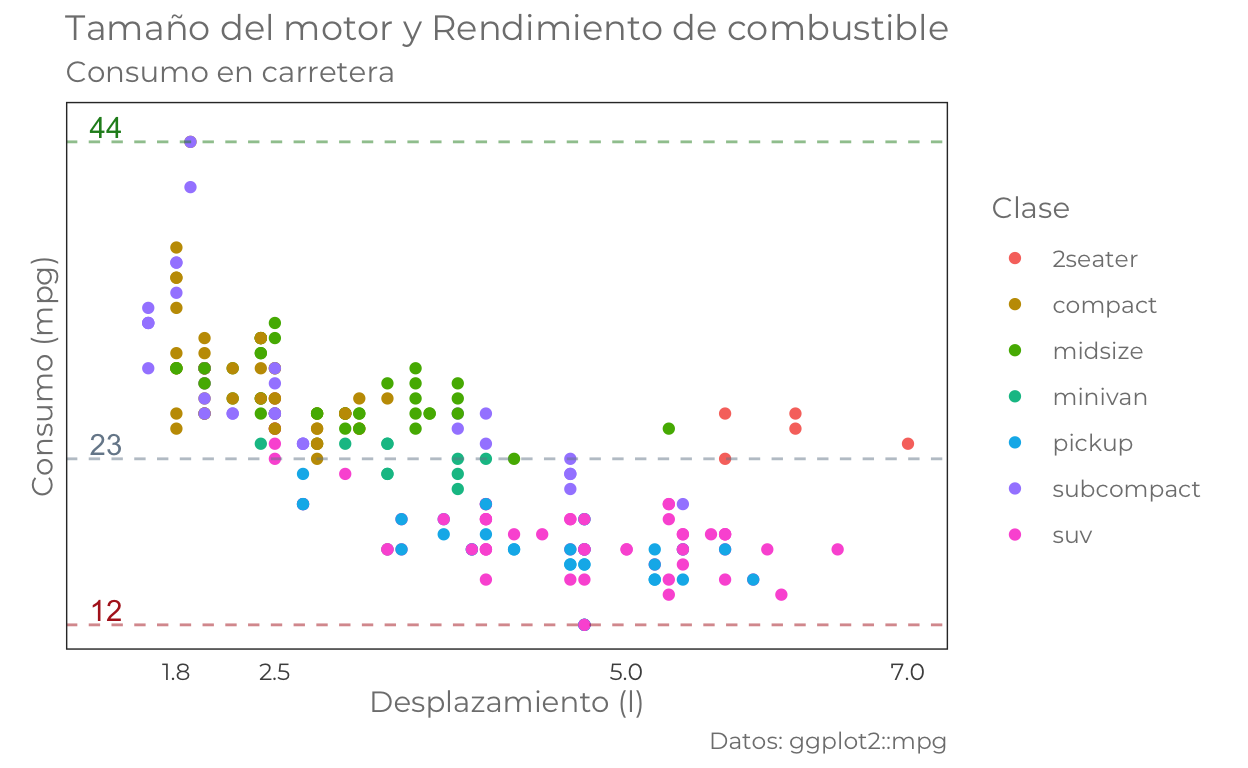 Tamaño del motor y Rendimiento de combustible
Consumo en carretera
44
23
12
Consumo (mpg)
1.8
2.5
5.0
7.0
Desplazamiento (l)
Datos: ggplot2::mpg
Clase
2seater
compact
midsize
minivan
pickup
subcompact
suv